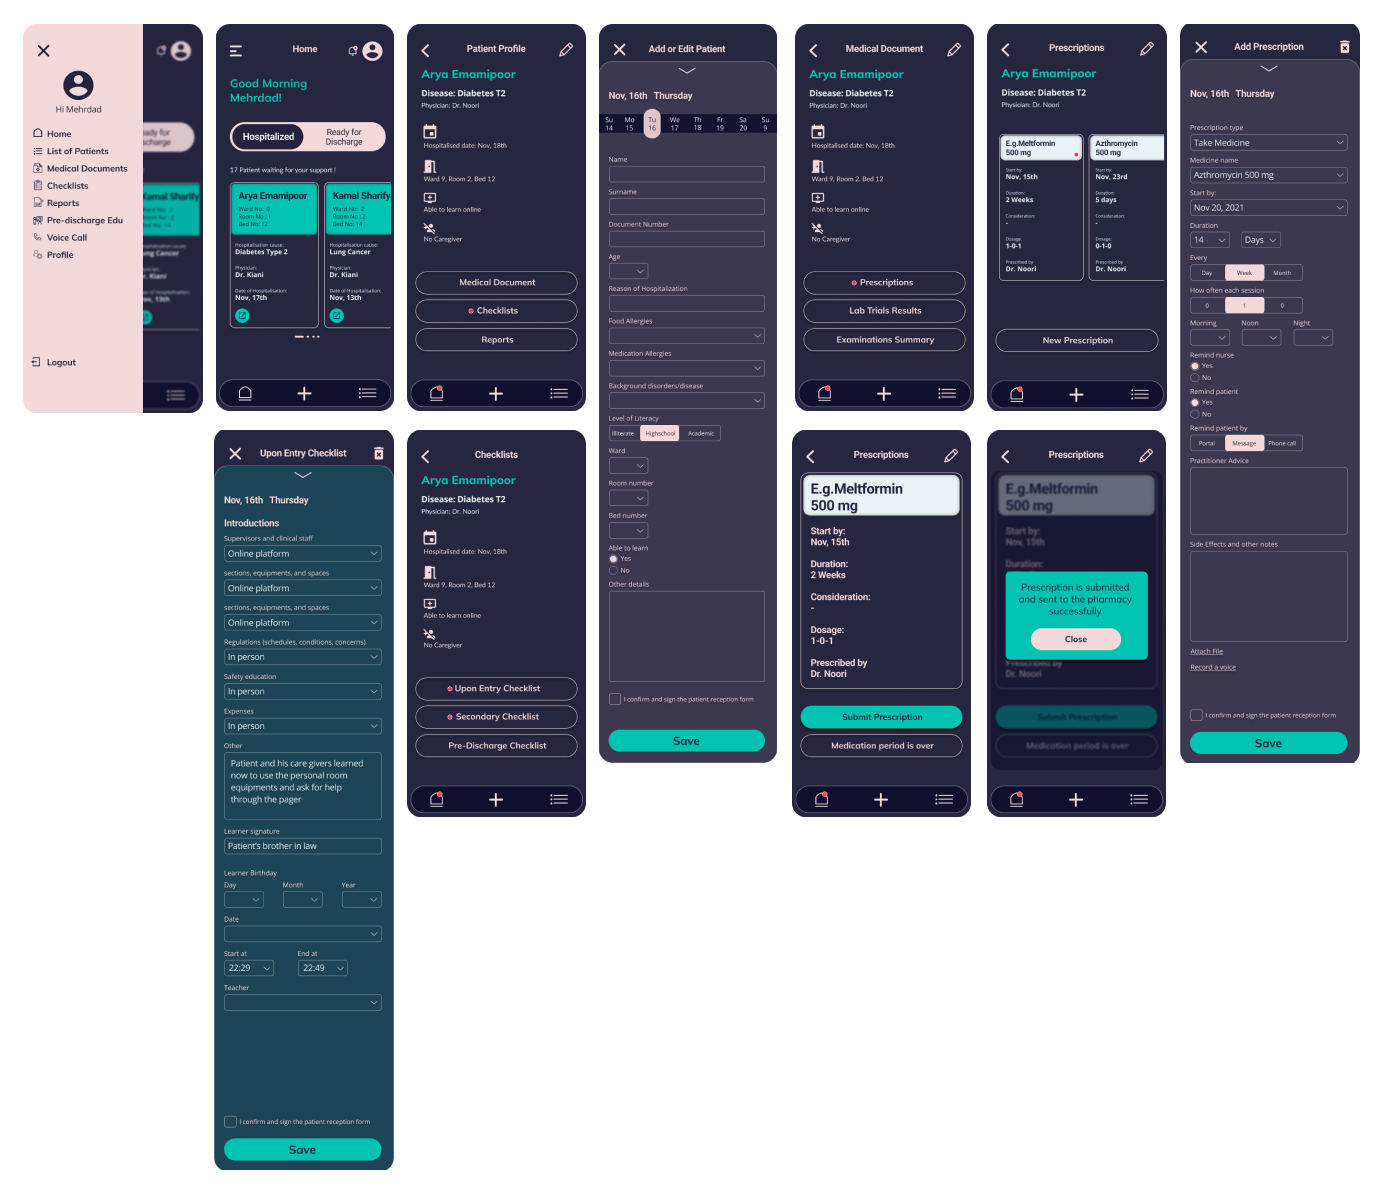 Hi Mehrdad
Home
List of Patients
Medical Documents
Checklists
Reports
Pre-discharge Edu
Voice Call
Profile
Logout
Kamal Sharify
Lung Cancer
Home
Good Morning
Mehrdad!
Hospitalized
Ready for
Discharge
17 Patient waiting for your support !
Arya Emamipoor
Ward No: 9
Room No :1
Bed No: 12
Hospitalisation cause:
Diabetes Type 2
Physician:
Dr. Kiani
Date of Hospitalisation:
Nov, 17th
Kamal Sharify
Ward No: 2
Room No :2
Bed No: 14
Hospitalisation cause:
Lung Cancer
Physician:
Dr. Kiani
Date of Hospitalisation:
Nov, 13th
Patient Profile
Arya Emamipoor
Disease: Diabetes T2
Physician: Dr. Noori
Hospitalised date: Nov, 18th
Ward 9, Room 2, Bed 12
Able to learn online
No Caregiver
Medical Document
Checklists
Reports
Add or Edit Patient
Nov, 16th Thursday
Su Mo Tu We Th Fr Sa Su
14 15 16 17 18 19 20 9
Name
Surname
Document Number
Age
Reason of Hospitalization
Food Allergies
Medication Allergies
Background disorders/disease
Level of Literacy
Illiterate Highschool Academic
Ward
Room number
Bed number
Able to learn
Yes
No
Other details
I confirm and sign the patient reception form
Save
Medical Document
Arya Emamipoor
Disease: Diabetes T2
Physician: Dr. Noori
Hospitalised date: Nov, 18th
Ward 9, Room 2, Bed 12
Able to learn online
No Caregiver
Prescriptions
Lab Trials Results
Examinations Summary
Prescriptions
Arya Emamipoor
Disease: Diabetes T2
Physician: Dr. Noori
E.g.Meltformin
500 mg
Start by:
Nov, 15th
Duration:
2 Weeks
Consideration:
-
Dosage:
1-0-1
Prescribed by
Dr. Noori
Azthromycin
500 mg
Start by:
Nov, 23rd
Duration:
5 days
Consideration:
-
Dosage:
0-1-0
Prescribed by
Dr. Noori
New Prescription
Add Prescription
Nov, 16th Thursday
Prescription type
Take Medicine
Medicine name
Azthromycin 500 mg
Start by:
Nov 20, 2021
Duration
14 Days
Every
Day Week Month
How often each session
0 1 0
Morning Noon Night
Remind nurse
Yes
No
Remind patient
Yes
No
Remind patient by
Portal Message Phone call
Practitioner Advice
Side Effects and other notes
Attach File
Record a voice
I confirm and sign the patient reception form
Save
Upon Entry Checklist
Nov, 16th Thursday
Introductions
Supervisors and clinical staff
Online platform
sections, equipments, and spaces
Online platform
sections, equipments, and spaces
Online platform
Regulations (schedules, conditions, concerns)
In person
Safety education
In person
Expenses
In person
Other
Patient and his care givers learned
now to use the personal room
equipments and ask for help
through the pager
Learner signature
Patient's brother in law
Learner Birthday
Day Month Year
Date
Start at End at
22:29 22:49
Teacher
I confirm and sign the patient reception form
Save
Checklists
Arya Emamipoor
Disease: Diabetes T2
Physician: Dr. Noori
Hospitalised date: Nov, 18th
Ward 9, Room 2, Bed 12
Able to learn online
No Caregiver
Upon Entry Checklist
Secondary Checklist
Pre-Discharge Checklist
Prescriptions
E.g.Meltformin
500 mg
Start by:
Nov, 15th
Duration:
2 Weeks
Consideration:
-
Dosage:
1-0-1
Prescribed by
Dr. Noori
Submit Prescription
Medication period is over
Prescriptions
E.g.Meltformin
500 mg
Start by:
Nov, 15th
Duration:
Prescription is submitted
and sent to the pharmacy
successfully
Close
Prescribed by
Dr. Noori
Submit Prescription
Medication period is over